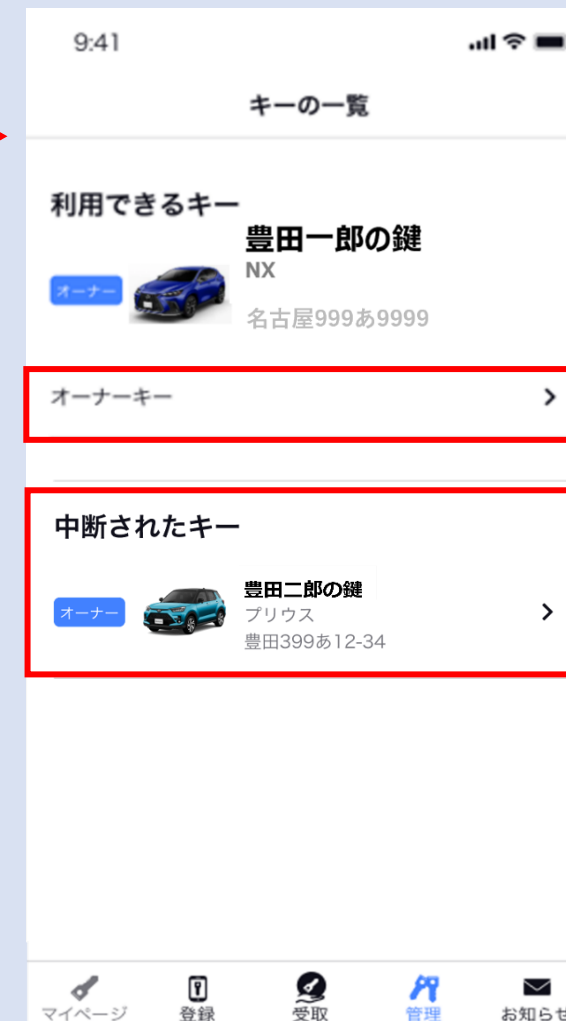 9:41
キーの一覧
利用できるキー
豊田一郎の鍵
NX
オーナー
名古屋999あ9999
オーナーキー
中断されたキー
豊田二郎の鍵
オーナー
プリウス
豊田399あ12-34
マイページ
登録
受取
管理
お知らせ